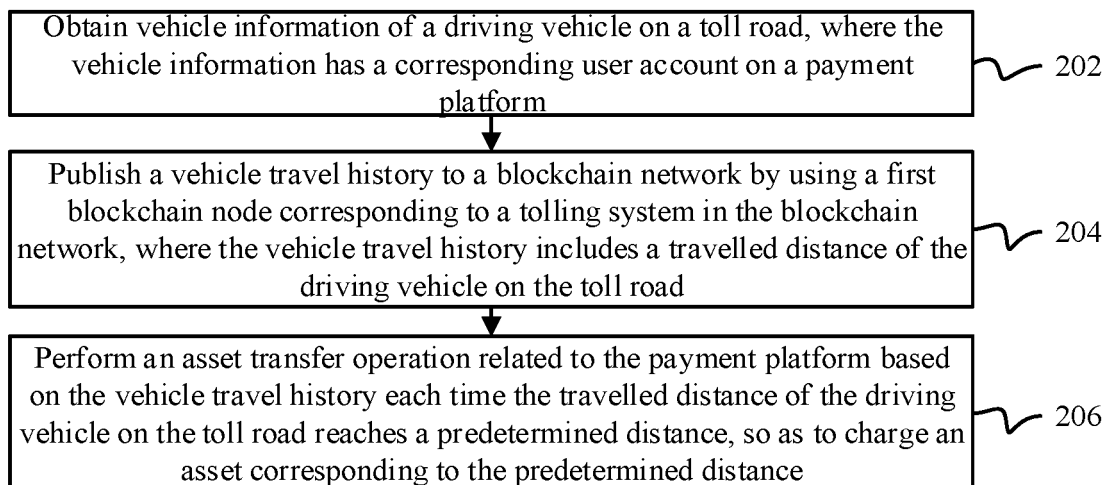 Obtain vehicle information of a driving vehicle on a toll road, where the
vehicle information has a corresponding user account on a payment
platform
202
Publish a vehicle travel history to a blockchain network by using a first
blockchain node corresponding to a tolling system in the blockchain
network, where the vehicle travel history includes a travelled distance of the
driving vehicle on the toll road
204
Perform an asset transfer operation related to the payment platform based
on the vehicle travel history each time the travelled distance of the driving
vehicle on the toll road reaches a predetermined distance, so as to charge an
asset corresponding to the predetermined distance
206